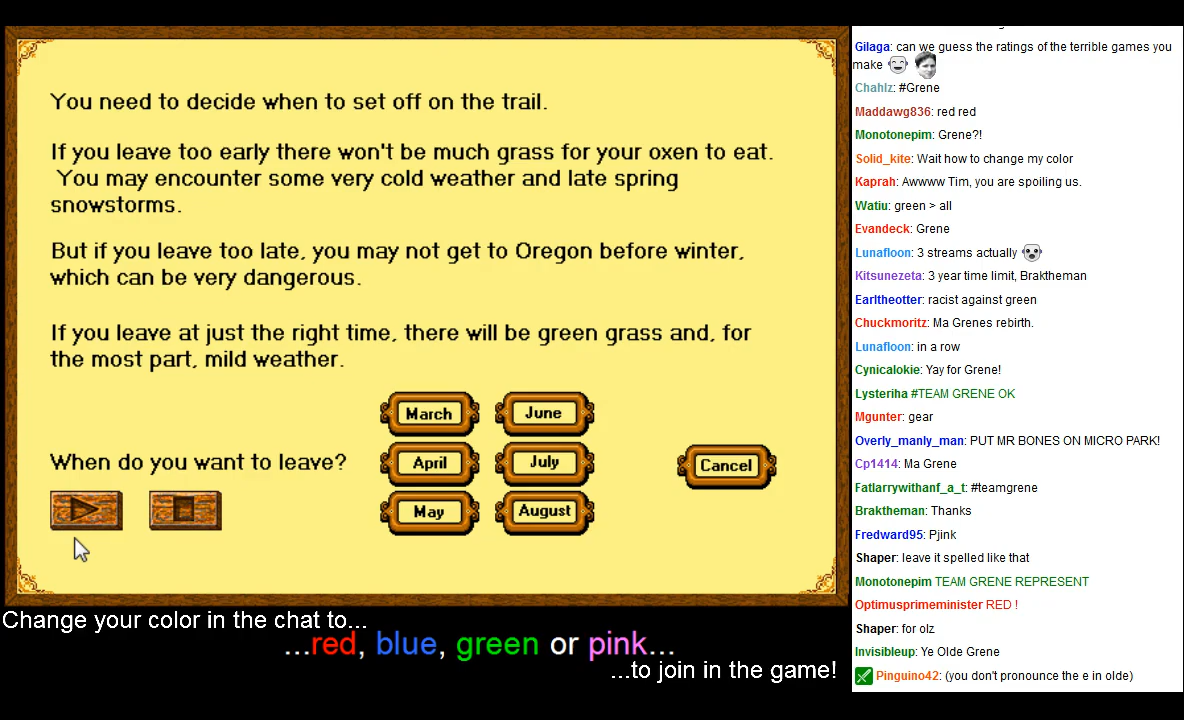 You need to decide when to set off on the trail.
If you leave too early there won't be much grass for your oxen to eat.
You may encounter some very cold weather and late spring
snowstorms.
But if you leave too late, you may not get to Oregon before winter,
which can be very dangerous.
If you leave at just the right time, there will be green grass and, for
the most part, mild weather.
When do you want to leave?
March
June
April
July
May
August
Cancel
Change your color in the chat to...
...red, blue, green or pink...
...to join in the game!
Gilaga: can we guess the ratings of the terrible games you
make
Chahlz: #Grene
Maddawg836: red red
Monotonepim: Grene?!
Solid_kite: Wait how to change my color
Kaprah: Awwww Tim, you are spoiling us.
Watiu: green > all
Evandeck: Grene
Lunafloon: 3 streams actually
Kitsunezeta: 3 year time limit, Braktheman
Earltheotter: racist against green
Chuckmoritz: Ma Grenes rebirth.
Lunafloon: in a row
Cynicalokie: Yay for Grene!
Lysteriha #TEAM GRENE OK
Mgunter: gear
Overly_manly_man: PUT MR BONES ON MICRO PARK!
Cp1414: Ma Grene
Fatlarrywithanf_a_t: #teamgrene
Braktheman: Thanks
Fredward95: Pjink
Shaper: leave it spelled like that
Monotonepim TEAM GRENE REPRESENT
Optimusprimeminister RED !
Shaper: for olz
Invisibleup: Ye Olde Grene
Pinguino42: (you don't pronounce the e in olde)